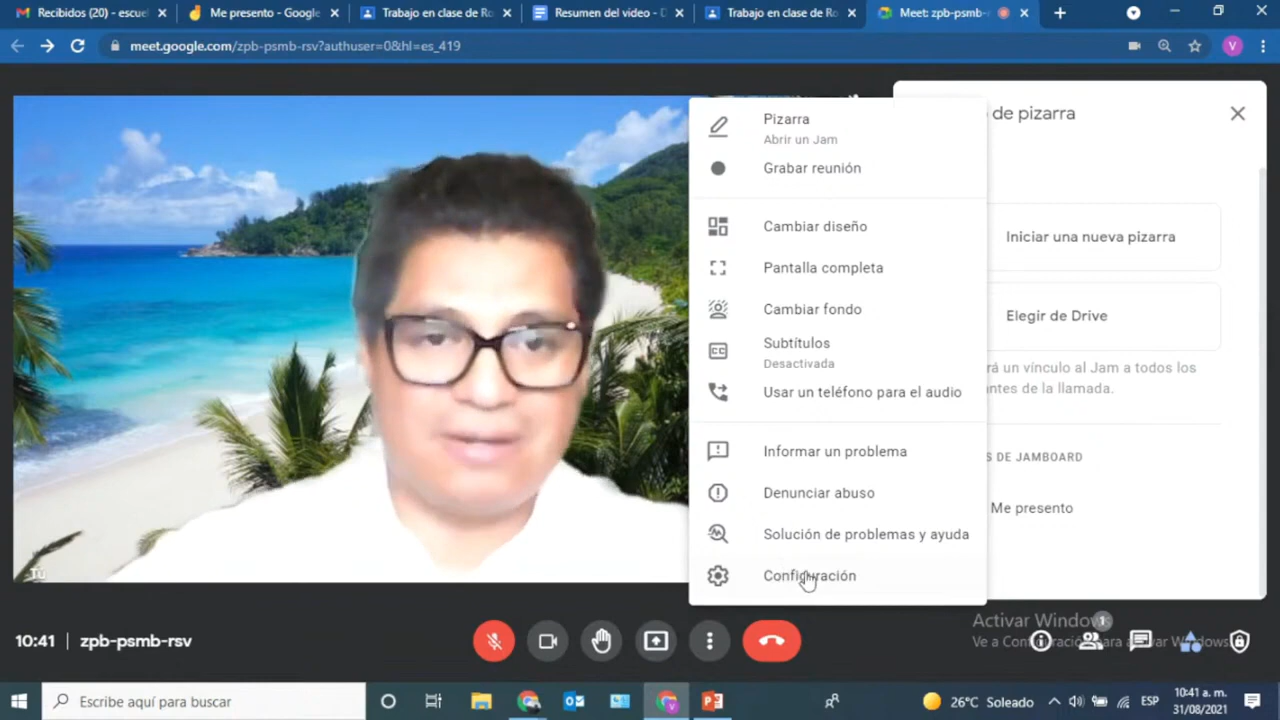 Recibidos (20) - escue
Me presento - Google
Trabajo en clase de Ro
Resumen del video - D
Trabajo en clase de Ro
Meet: zpb-psmb-
meet.google.com/zpb-psmb-rsv?authuser=0&hl=es_419
V
Pizarra
Abrir un Jam
Grabar reunión
Cambiar diseño
Pantalla completa
Cambiar fondo
CC
Subtítulos
Desactivada
Usar un teléfono para el audio
Informar un problema
Denunciar abuso
Solución de problemas y ayuda
Configuración
de pizarra
Iniciar una nueva pizarra
Elegir de Drive
rá un vínculo al Jam a todos los
antes de la llamada.
S DE JAMBOARD
Me presento
Tú
10:41 | zpb-psmb-rsv
Activar Windows
1
Ve a Configuración para activar Windows.
Escribe aquí para buscar
26°C Soleado
ESP
10:41 a. m.
31/08/2021